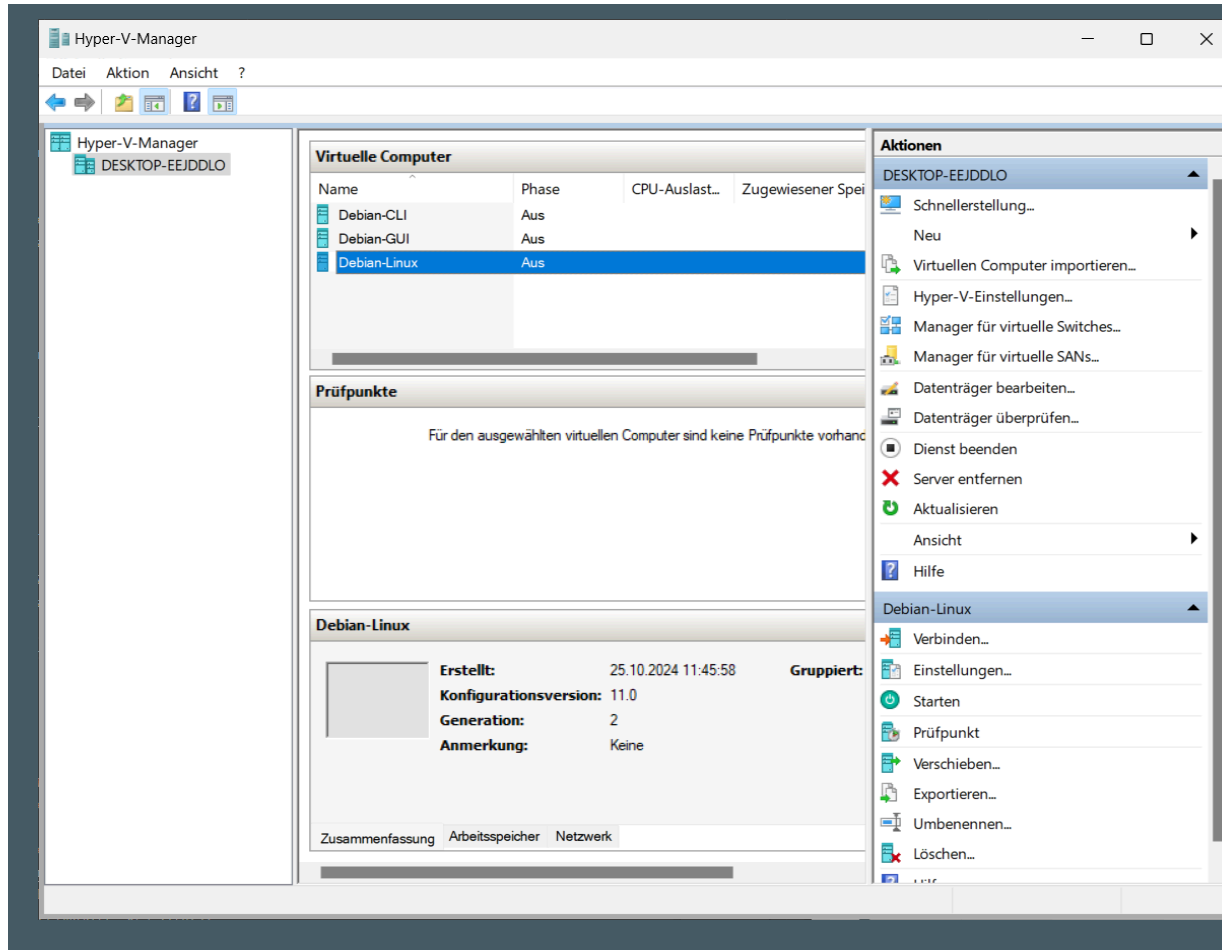 Hyper-V-Manager
Datei Aktion Ansicht ?
Hyper-V-Manager
DESKTOP-EEJDDLO
Virtuelle Computer
Name Phase CPU-Auslast... Zugewiesener Spei
Debian-CLI Aus
Debian-GUI Aus
Debian-Linux Aus
Prüfpunkte
Für den ausgewählten virtuellen Computer sind keine Prüfpunkte vorhand
Debian-Linux
Erstellt: 25.10.2024 11:45:58 Gruppiert:
Konfigurationsversion: 11.0
Generation: 2
Anmerkung: Keine
Zusammenfassung Arbeitsspeicher Netzwerk
Aktionen
DESKTOP-EEJDDLO
Schnellerstellung...
Neu
Virtuellen Computer importieren...
Hyper-V-Einstellungen...
Manager für virtuelle Switches...
Manager für virtuelle SANs...
Datenträger bearbeiten...
Datenträger überprüfen...
Dienst beenden
Server entfernen
Aktualisieren
Ansicht
Hilfe
Debian-Linux
Verbinden...
Einstellungen...
Starten
Prüfpunkt
Verschieben...
Exportieren...
Umbenennen...
Löschen...